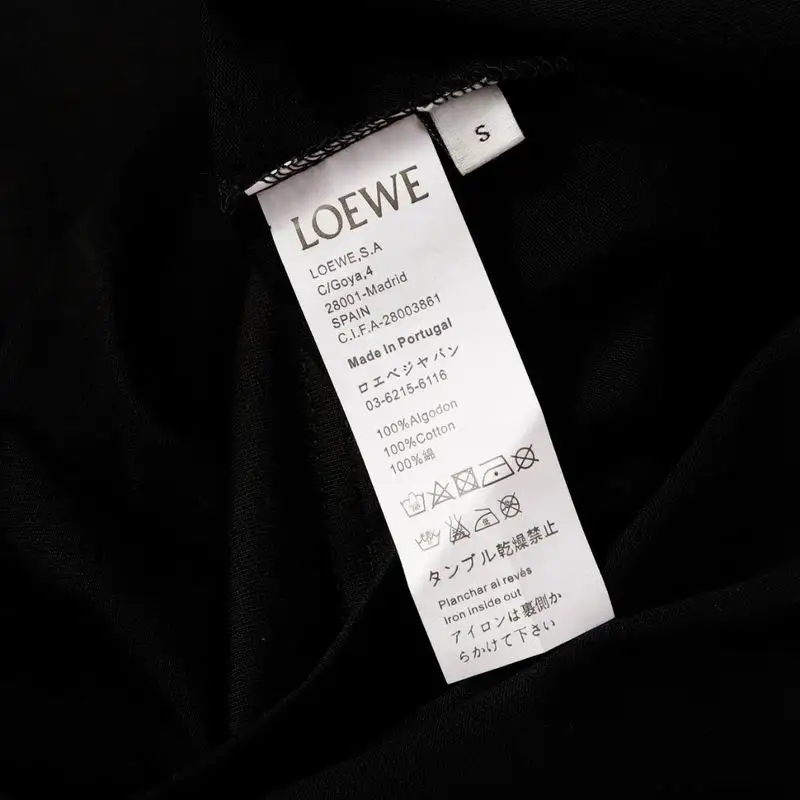 S
LOEWE
LOEWE,S.A
C/Goya,4
28001-Madrid
SPAIN
C.I.F.A-28003861
Made In Portugal
ロエベジャパン
03-6215-6116
100%Algodon
100%Cotton
100%綿
タンブル乾燥禁止
Planchar al revés
Iron inside out
アイロンは裏側か
らかけて下さい